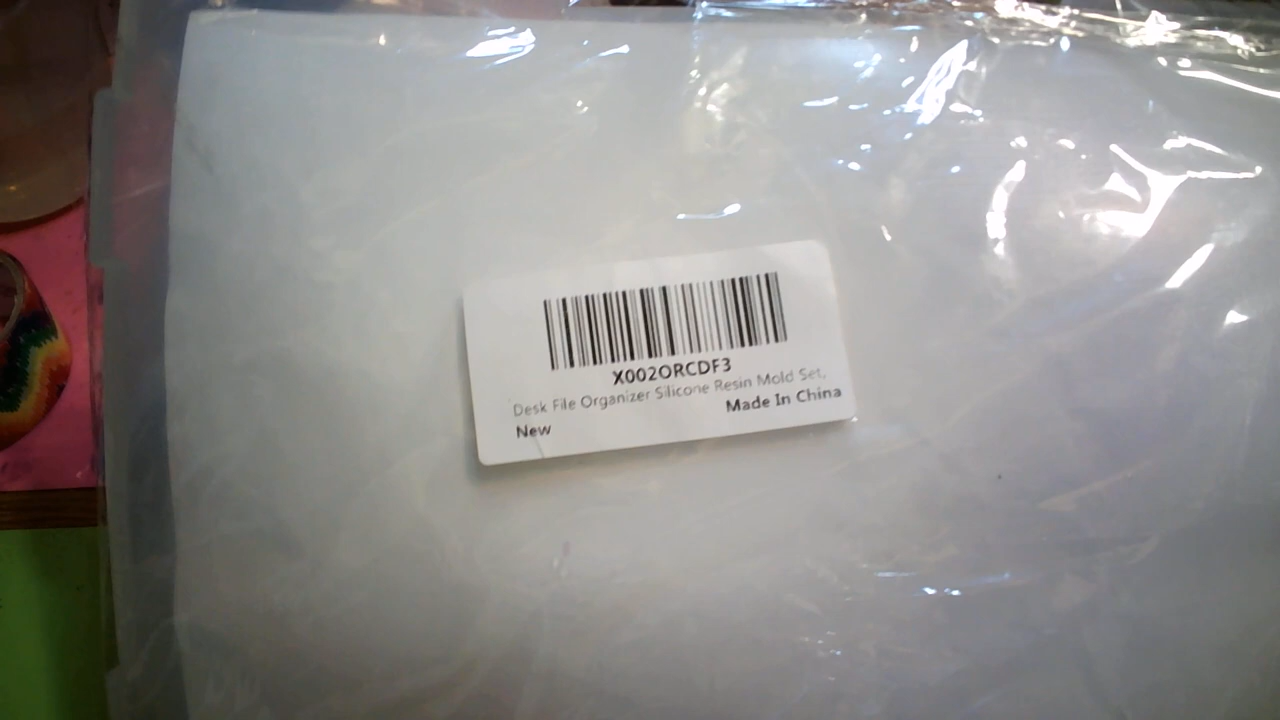 X002ORCDF3
Desk File Organizer Silicone Resin Mold Set,
Made In China
New